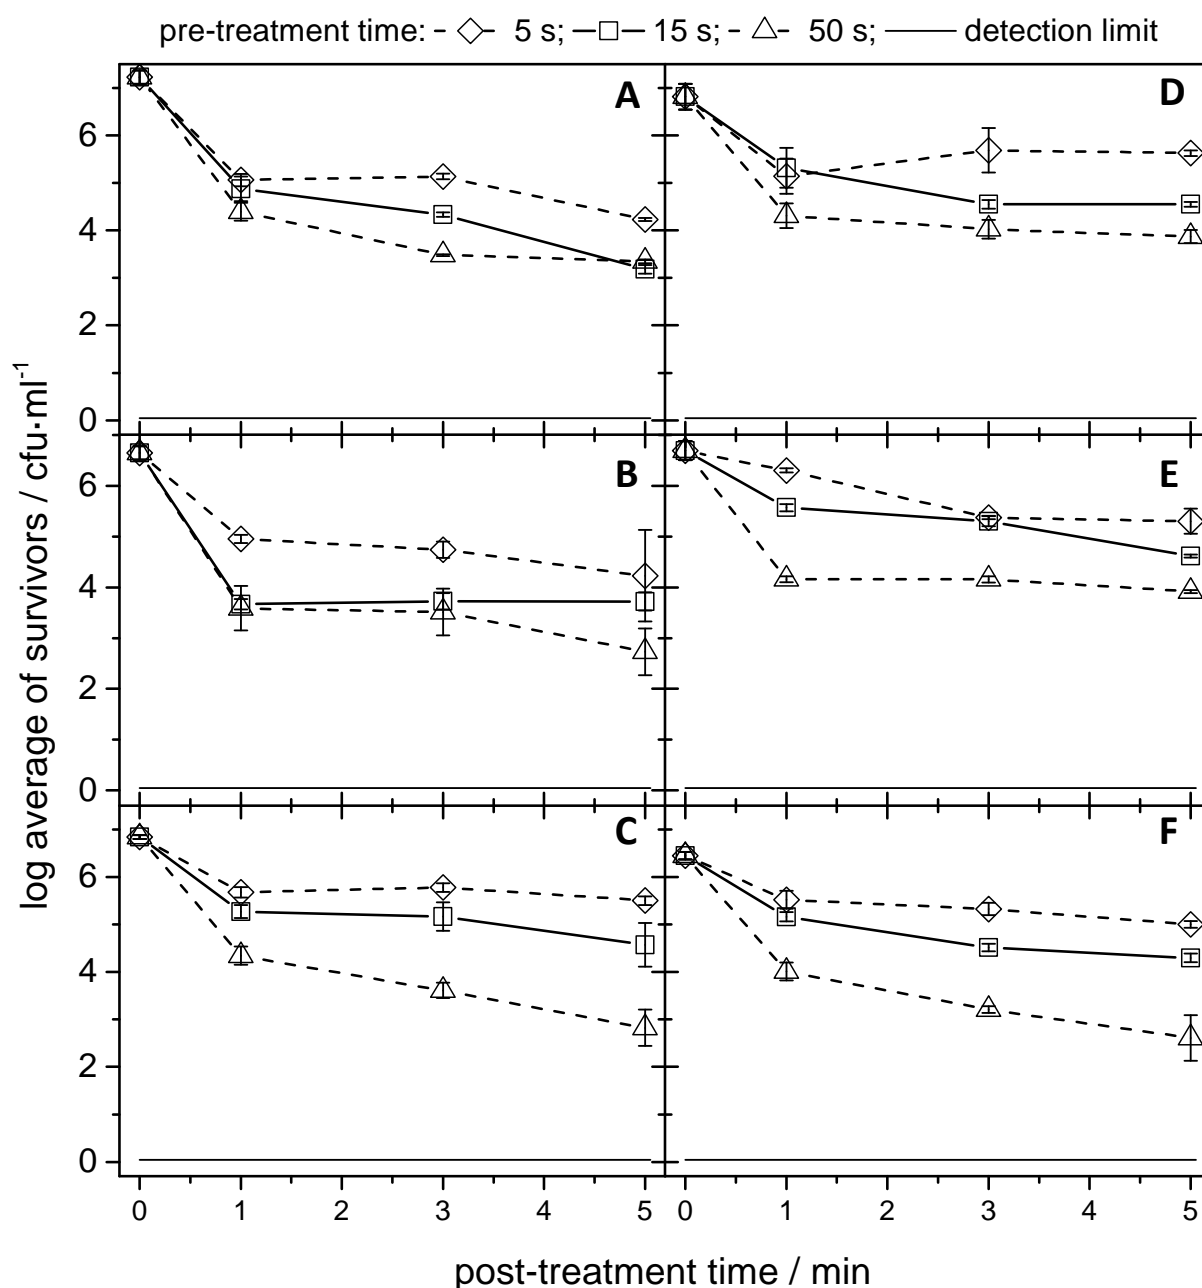 pre-treatment time: 5 s; 15 s; 50 s; detection limit
A
D
6
4
2
0
B
E
6
4
2
0
C
F
6
4
2
0
0 1 2 3 4 5 0 1 2 3 4 5
log average of survivors / cfu·ml⁻¹
post-treatment time / min